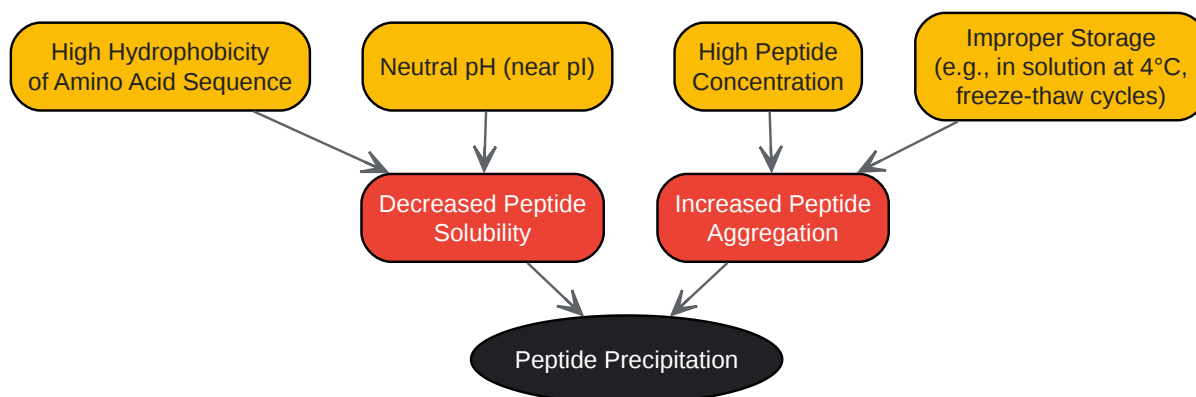 High Hydrophobicity
of Amino Acid Sequence
Neutral pH (near pI)
High Peptide
Concentration
Improper Storage
(e.g., in solution at 4°C,
freeze-thaw cycles)
Decreased Peptide
Solubility
Increased Peptide
Aggregation
Peptide Precipitation